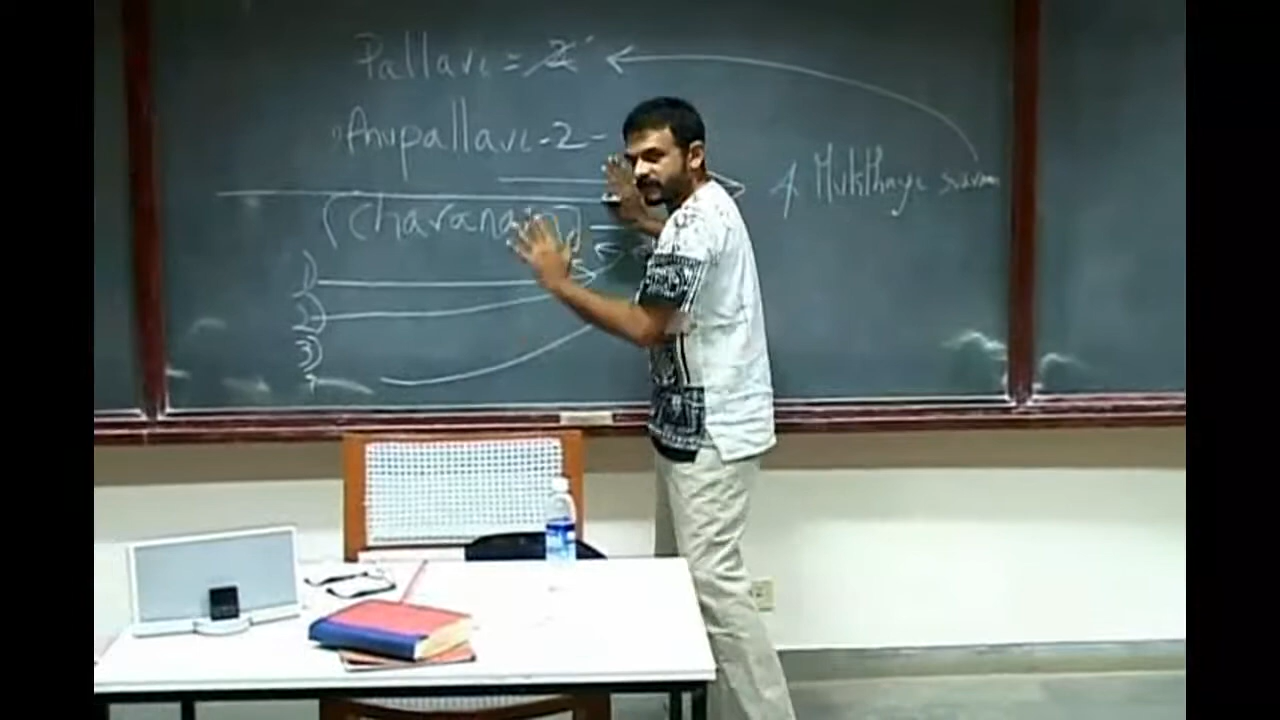 Pallavi = 2
Anupallavi - 2 -
Mukthayi swaram
(Charanam)
1)
2)
3)